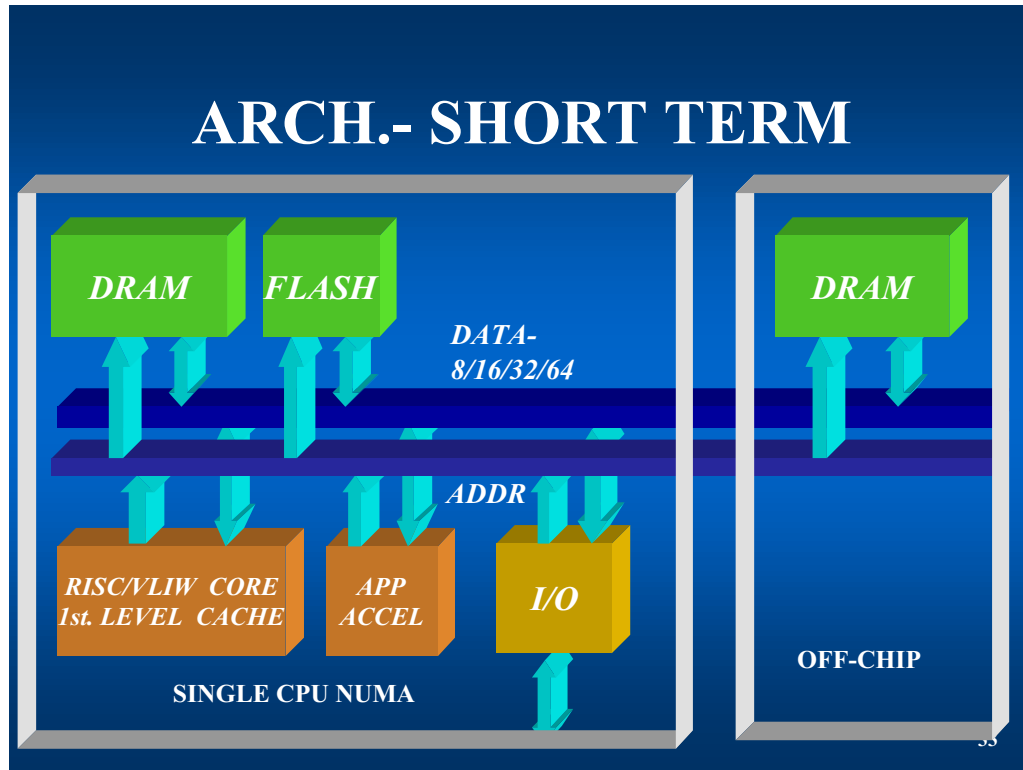 ARCH.- SHORT TERM
DRAM
FLASH
DRAM
DATA-
8/16/32/64
ADDR
RISC/VLIW CORE
1st. LEVEL CACHE
APP
ACCEL
I/O
OFF-CHIP
SINGLE CPU NUMA